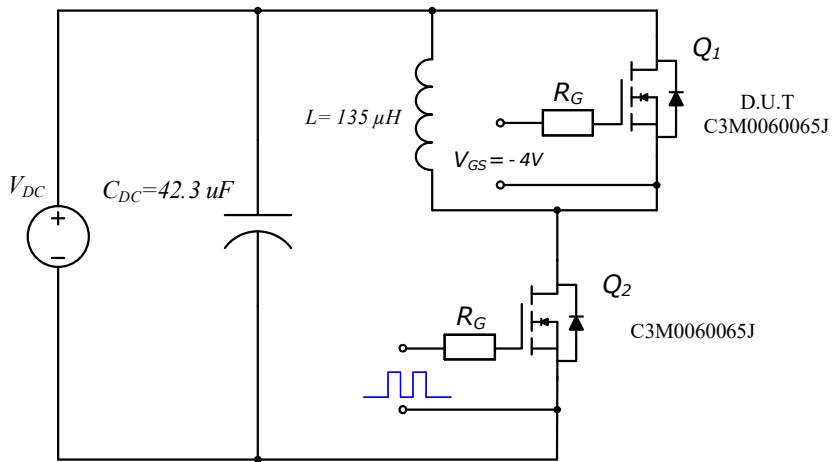 Q1
RG
D.U.T
C3M0060065J
L= 135 μH
VGS = - 4V
VDC
CDC=42.3 uF
+
−
Q2
RG
C3M0060065J